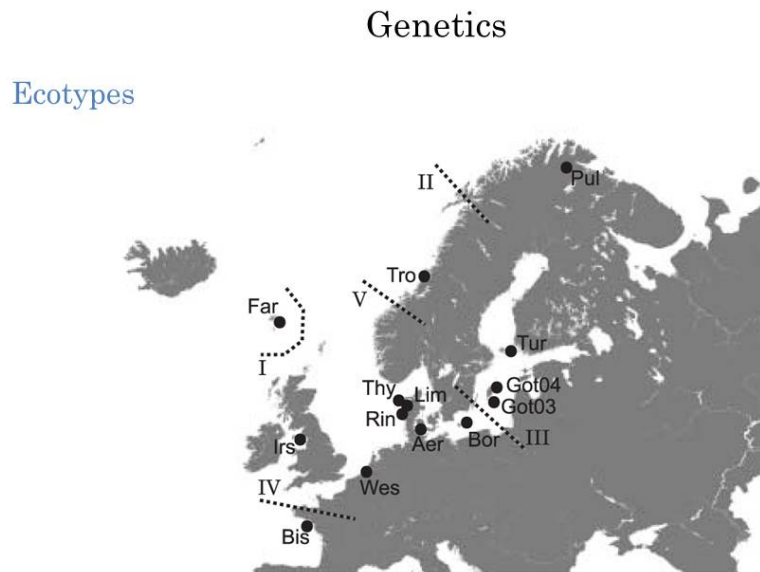 Genetics
Ecotypes
II
Pul
Tro
V
Far
I
Tur
Thy
Lim
Got04
Rin
Got03
Aer
Bor
III
Irs
IV
Wes
Bis